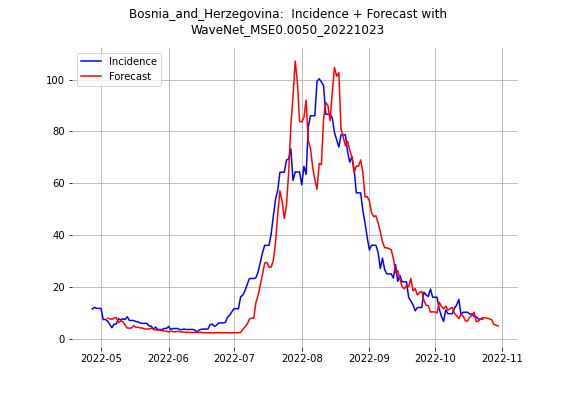 Bosnia_and_Herzegovina:  Incidence + Forecast with
WaveNet_MSE0.0050_20221023
Incidence
Forecast
100
80
60
40
20
0
2022-05 2022-06 2022-07 2022-08 2022-09 2022-10 2022-11